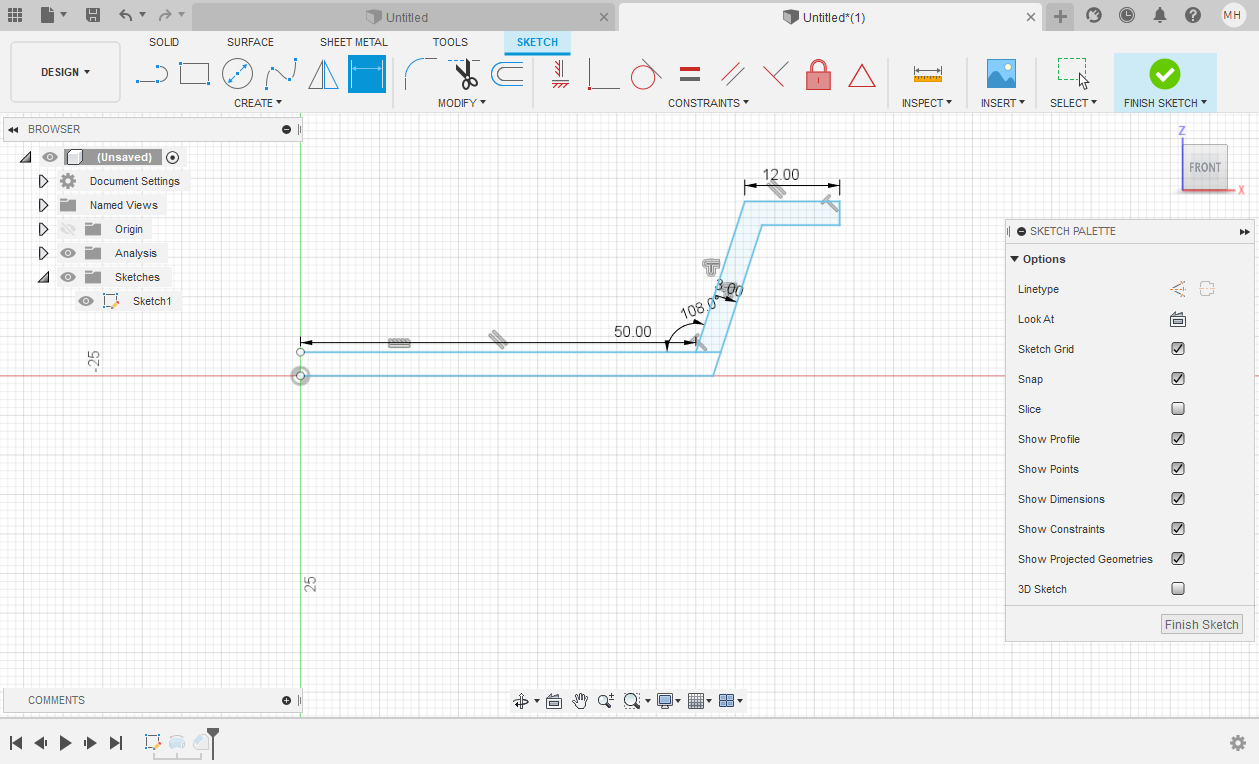 Untitled
Untitled*(1)
MH
DESIGN
SOLID
SURFACE
SHEET METAL
TOOLS
SKETCH
CREATE
MODIFY
CONSTRAINTS
INSPECT
INSERT
SELECT
FINISH SKETCH
BROWSER
(Unsaved)
Document Settings
Named Views
Origin
Analysis
Sketches
Sketch1
Z
FRONT
X
12.00
3.00
108.0°
50.00
-25
25
SKETCH PALETTE
Options
Linetype
Look At
Sketch Grid
Snap
Slice
Show Profile
Show Points
Show Dimensions
Show Constraints
Show Projected Geometries
3D Sketch
Finish Sketch
COMMENTS